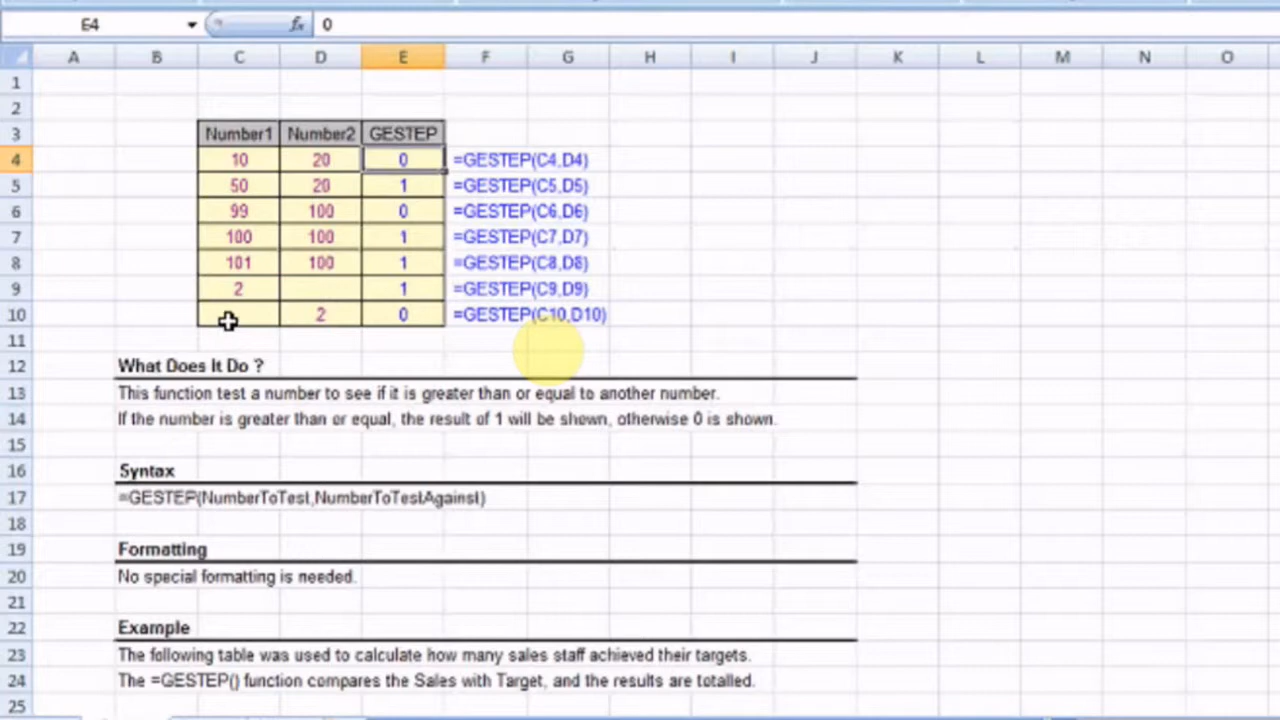 E4 fx 0
A B C D E F G H I J K L M N O
1
2
3 Number1 Number2 GESTEP
4 10 20 0 =GESTEP(C4,D4)
5 50 20 1 =GESTEP(C5,D5)
6 99 100 0 =GESTEP(C6,D6)
7 100 100 1 =GESTEP(C7,D7)
8 101 100 1 =GESTEP(C8,D8)
9 2 1 =GESTEP(C9,D9)
10 2 0 =GESTEP(C10,D10)
11
12 What Does It Do ?
13 This function test a number to see if it is greater than or equal to another number.
14 If the number is greater than or equal, the result of 1 will be shown, otherwise 0 is shown.
15
16 Syntax
17 =GESTEP(NumberToTest,NumberToTestAgainst)
18
19 Formatting
20 No special formatting is needed.
21
22 Example
23 The following table was used to calculate how many sales staff achieved their targets.
24 The =GESTEP() function compares the Sales with Target, and the results are totalled.
25